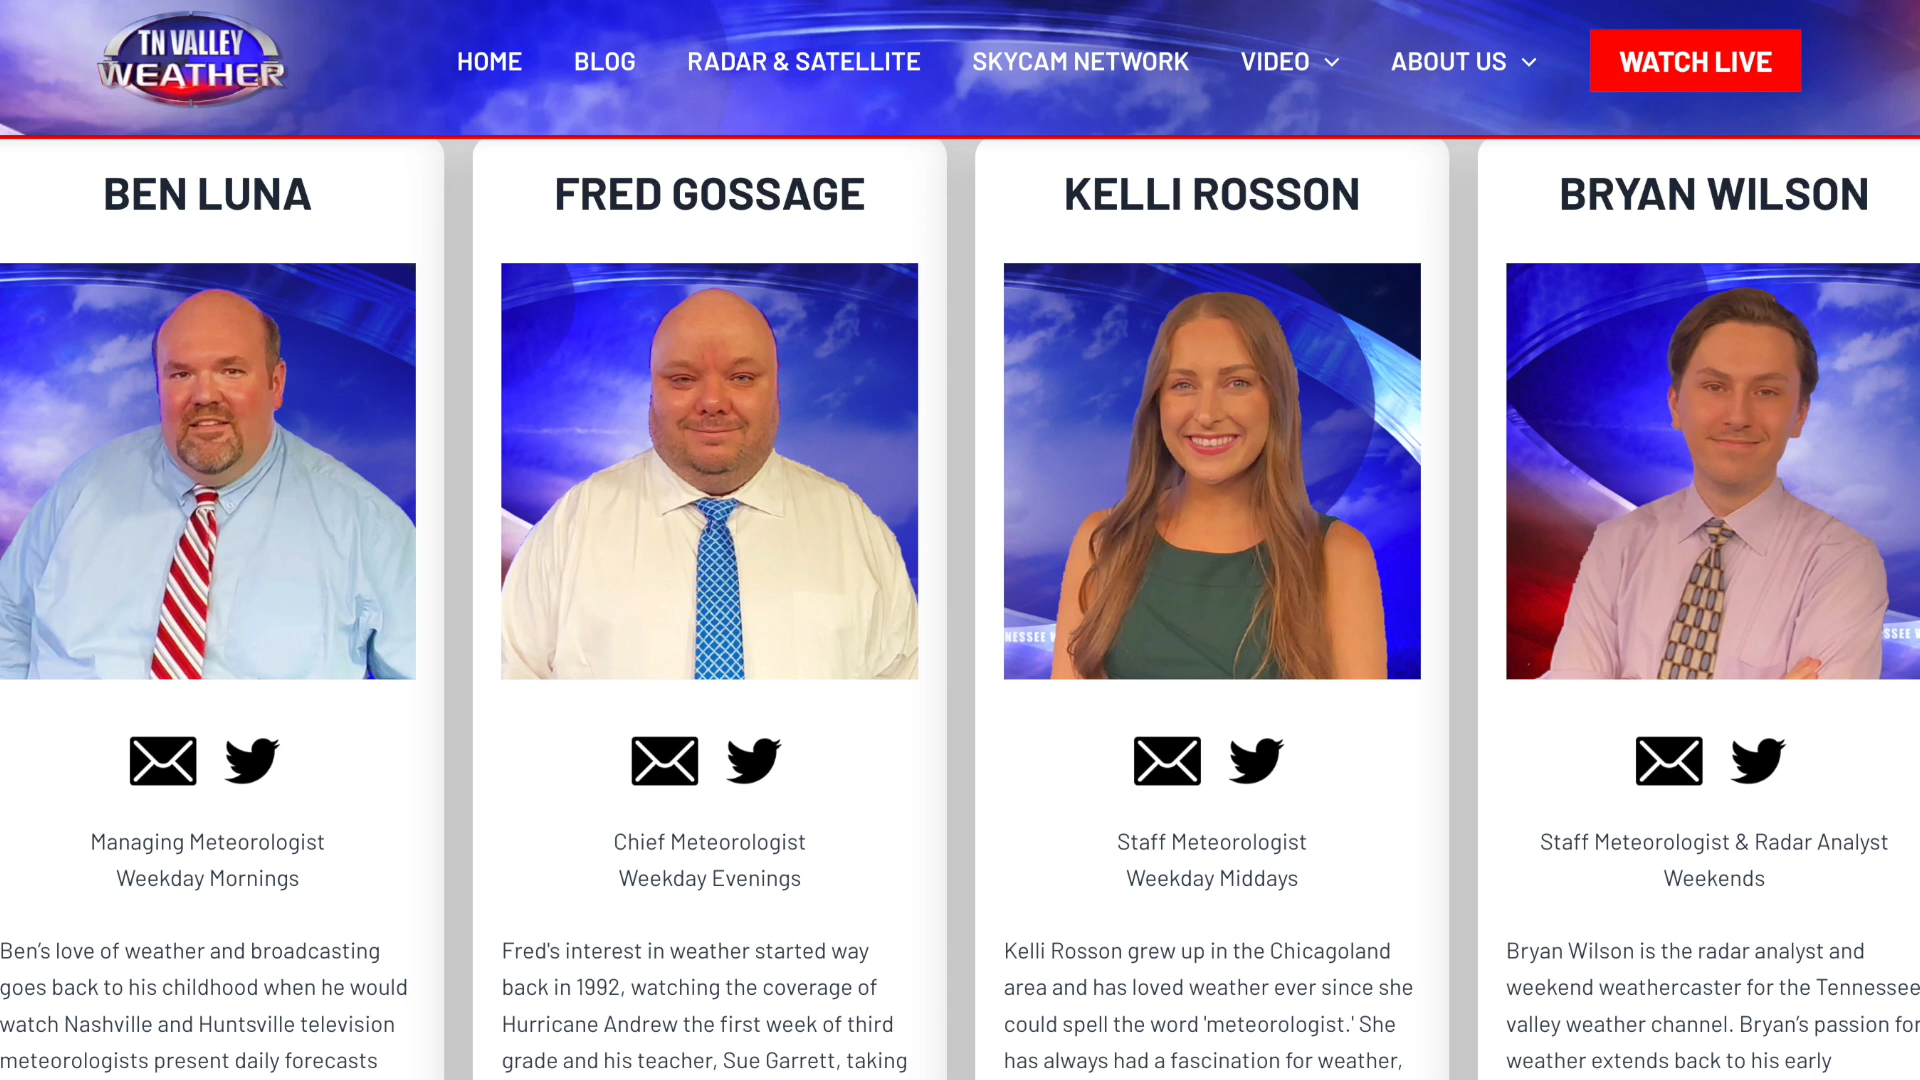 TN VALLEY
WEATHER
HOME
BLOG
RADAR & SATELLITE
SKYCAM NETWORK
VIDEO
ABOUT US
WATCH LIVE
BEN LUNA
Managing Meteorologist
Weekday Mornings
Ben’s love of weather and broadcasting
goes back to his childhood when he would
watch Nashville and Huntsville television
meteorologists present daily forecasts
FRED GOSSAGE
Chief Meteorologist
Weekday Evenings
Fred's interest in weather started way
back in 1992, watching the coverage of
Hurricane Andrew the first week of third
grade and his teacher, Sue Garrett, taking
KELLI ROSSON
NESSEE
Staff Meteorologist
Weekday Middays
Kelli Rosson grew up in the Chicagoland
area and has loved weather ever since she
could spell the word 'meteorologist.' She
has always had a fascination for weather,
BRYAN WILSON
SSEE
Staff Meteorologist & Radar Analyst
Weekends
Bryan Wilson is the radar analyst and
weekend weathercaster for the Tennessee
valley weather channel. Bryan’s passion for
weather extends back to his early